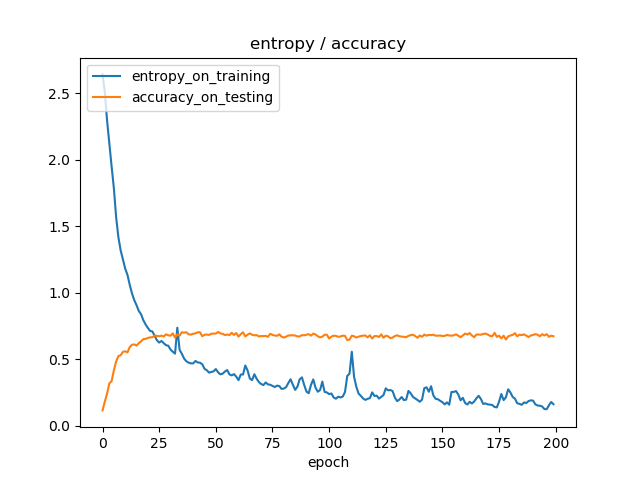 entropy / accuracy
entropy_on_training
accuracy_on_testing
2.5
2.0
1.5
1.0
0.5
0.0
0 25 50 75 100 125 150 175 200
epoch